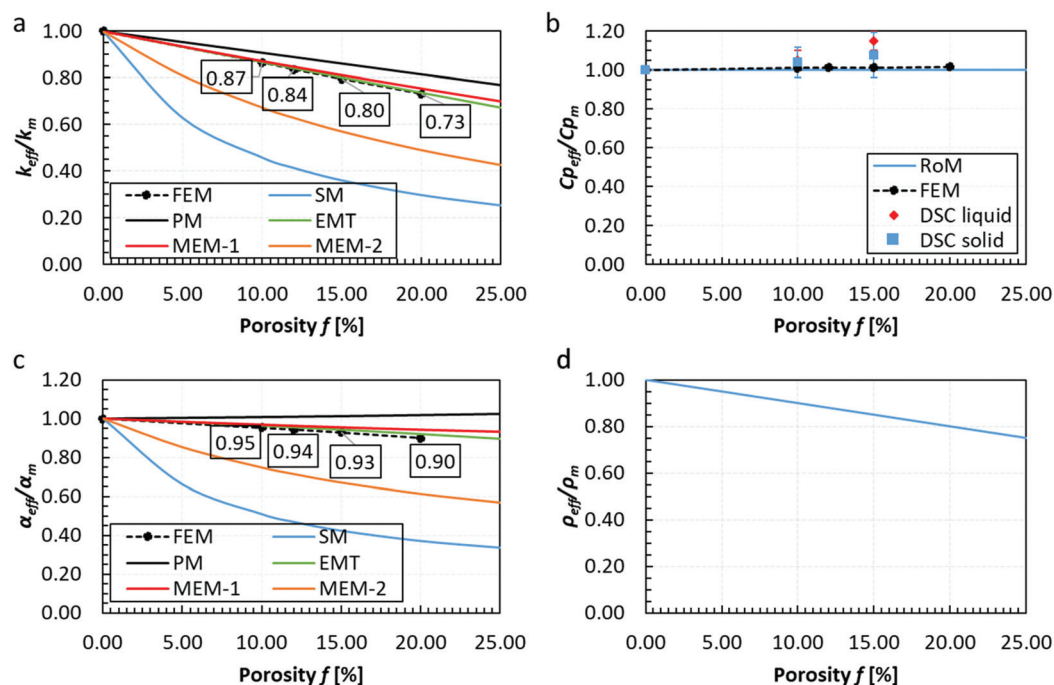 a
1.00
0.80
0.60
0.40
0.20
0.00
k_eff/k_m
0.87
0.84
0.80
0.73
FEM SM
PM EMT
MEM-1 MEM-2
0.00 5.00 10.00 15.00 20.00 25.00
Porosity f [%]
b
1.20
1.00
0.80
0.60
0.40
0.20
0.00
Cp_eff/Cp_m
RoM
FEM
DSC liquid
DSC solid
0.00 5.00 10.00 15.00 20.00 25.00
Porosity f [%]
c
1.20
1.00
0.80
0.60
0.40
0.20
0.00
α_eff/α_m
0.95
0.94
0.93
0.90
FEM SM
PM EMT
MEM-1 MEM-2
0.00 5.00 10.00 15.00 20.00 25.00
Porosity f [%]
d
1.00
0.80
0.60
0.40
0.20
0.00
ρ_eff/ρ_m
0.00 5.00 10.00 15.00 20.00 25.00
Porosity f [%]